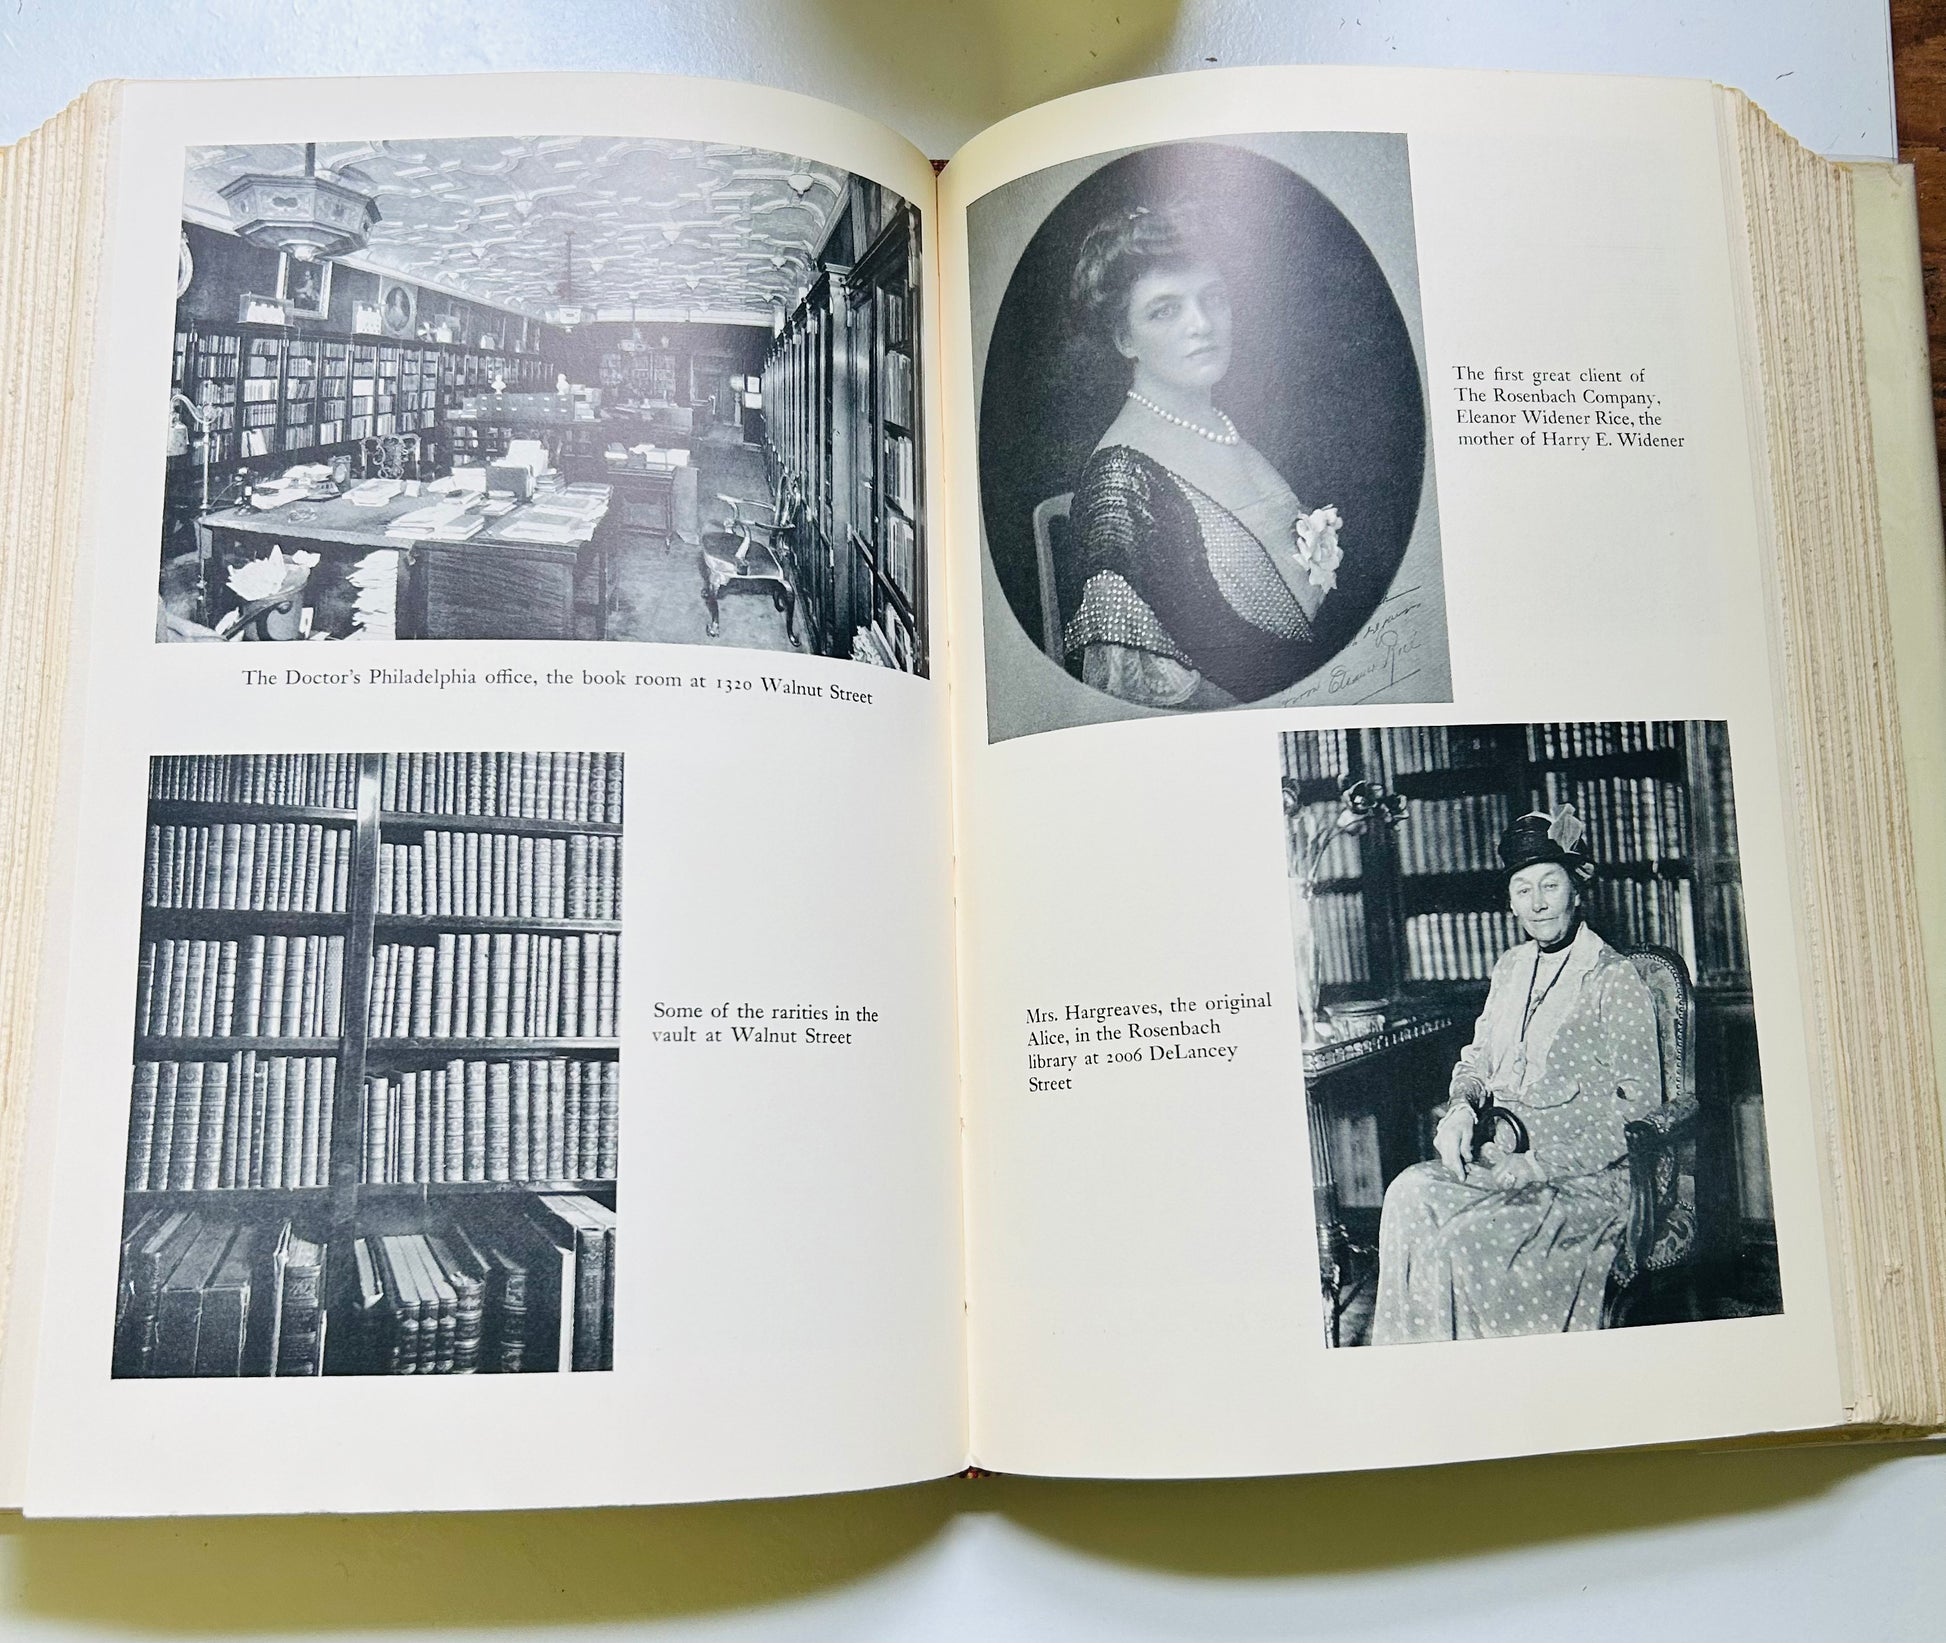 The Doctor's Philadelphia office, the book room at 1320 Walnut Street
Some of the rarities in the
vault at Walnut Street
The first great client of
The Rosenbach Company,
Eleanor Widener Rice, the
mother of Harry E. Widener
Eleanor Rice
Mrs. Hargreaves, the original
Alice, in the Rosenbach
library at 2006 DeLancey
Street